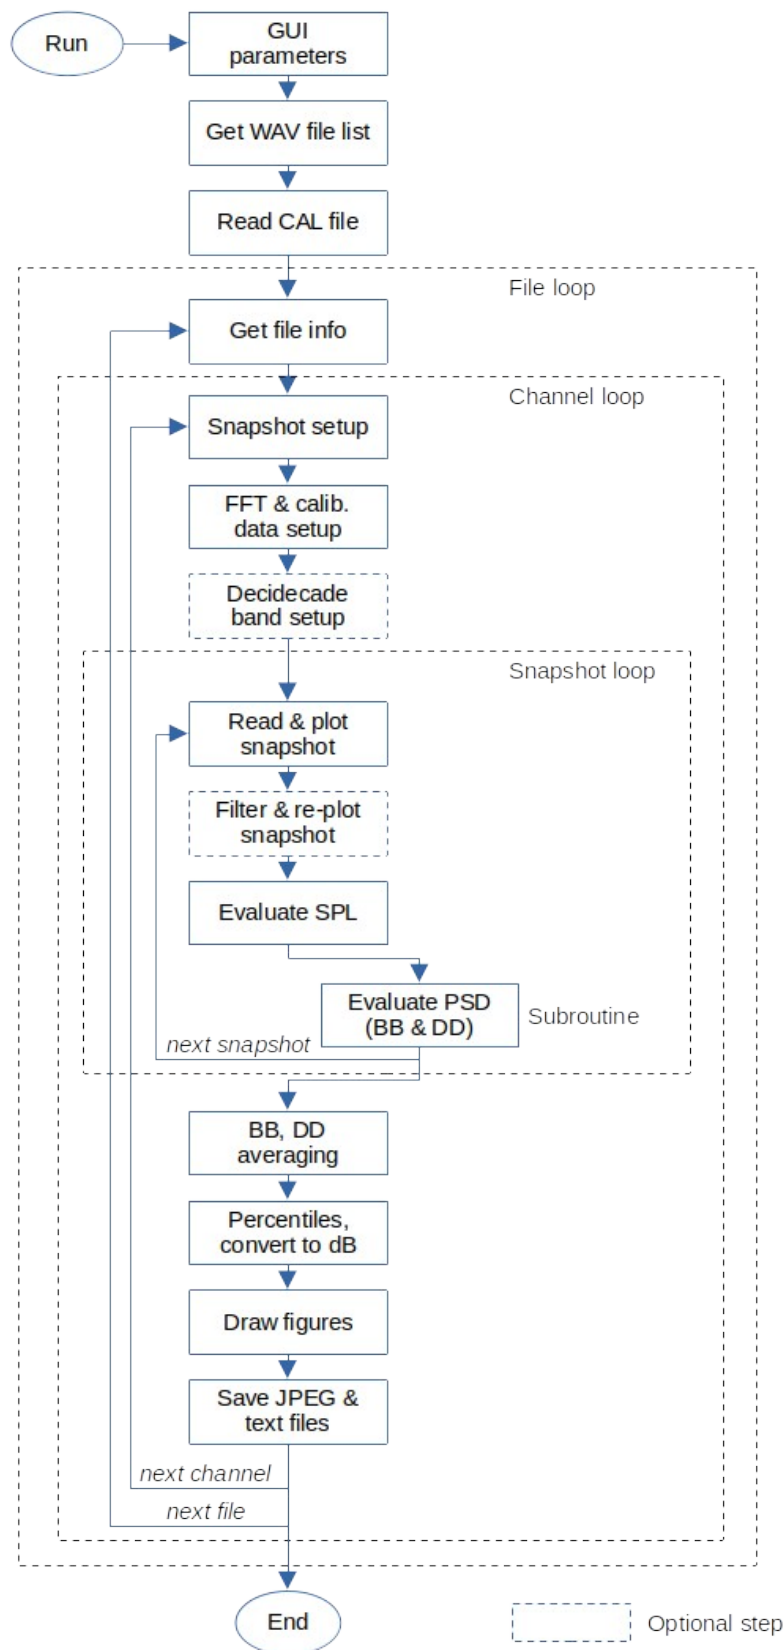 Run
GUI
parameters
Get WAV file list
Read CAL file
File loop
Get file info
Channel loop
Snapshot setup
FFT & calib.
data setup
Decidecade
band setup
Snapshot loop
Read & plot
snapshot
Filter & re-plot
snapshot
Evaluate SPL
Evaluate PSD
(BB & DD)
Subroutine
next snapshot
BB, DD
averaging
Percentiles,
convert to dB
Draw figures
Save JPEG &
text files
next channel
next file
End
Optional step